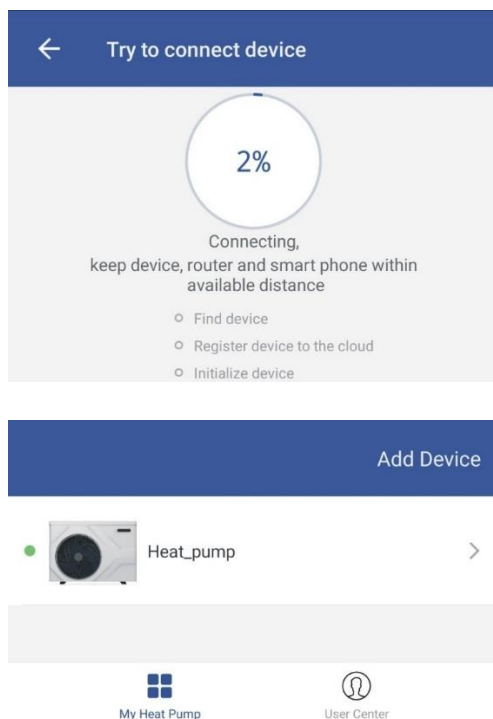 Try to connect device
2%
Connecting,
keep device, router and smart phone within
available distance
Find device
Register device to the cloud
Initialize device
Add Device
Heat_pump
My Heat Pump
User Center